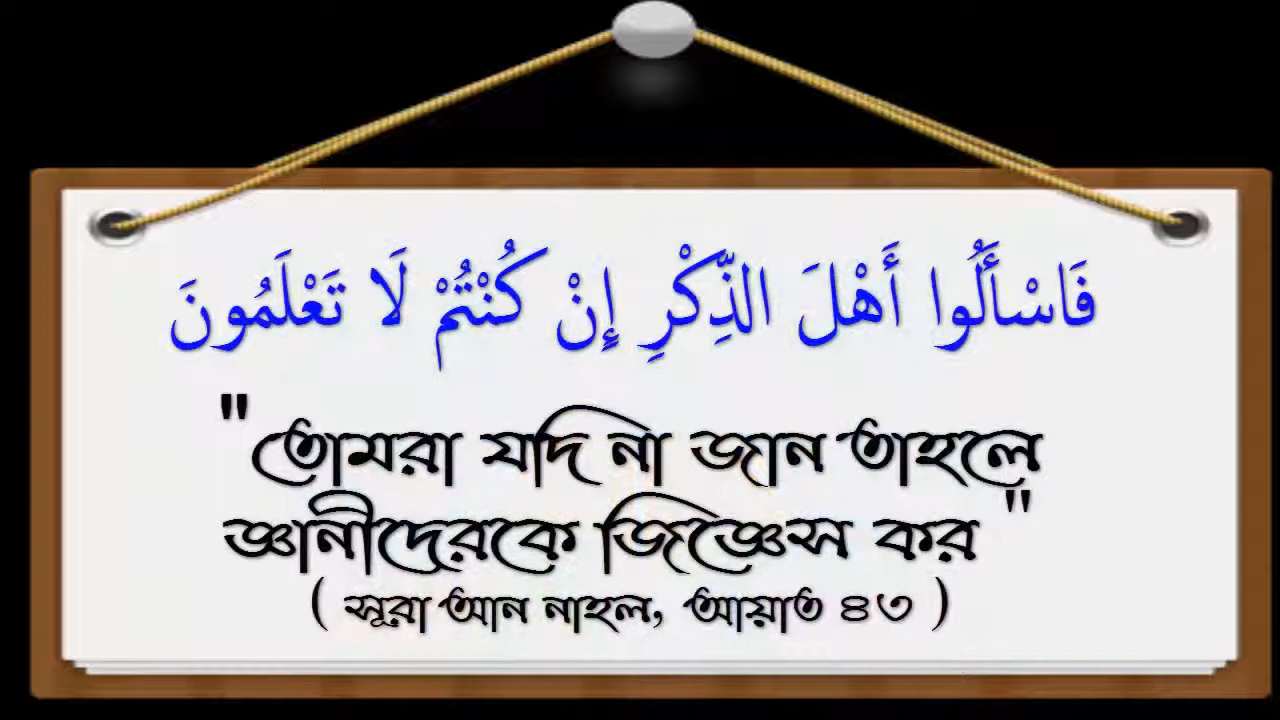 فَاسْأَلُوا أَهْلَ الذِّكْرِ إِنْ كُنْتُمْ لَا تَعْلَمُونَ
"তোমরা যদি না জান তাহলে
জ্ঞানীদেরকে জিজ্ঞেস কর"
( সূরা আন নাহল, আয়াত ৪৩ )